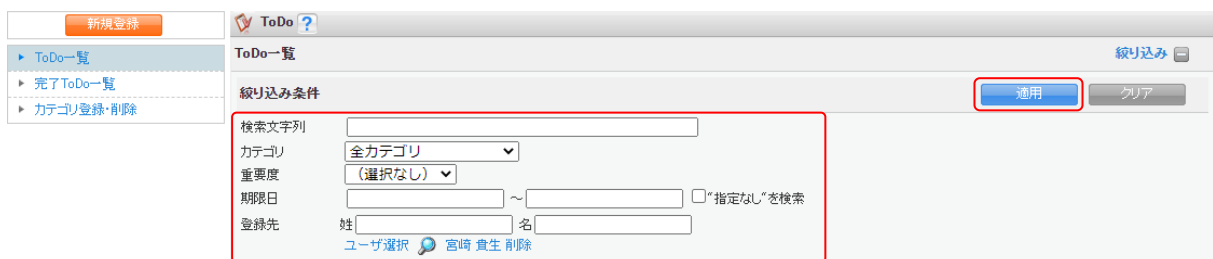 新規登録
ToDo一覧
完了ToDo一覧
カテゴリ登録・削除
ToDo ?
ToDo一覧 絞り込み
絞り込み条件 適用 クリア
検索文字列
カテゴリ 全カテゴリ
重要度 （選択なし）
期限日 ～ "指定なし"を検索
登録先 姓 名
ユーザ選択 宮崎 貴生 削除